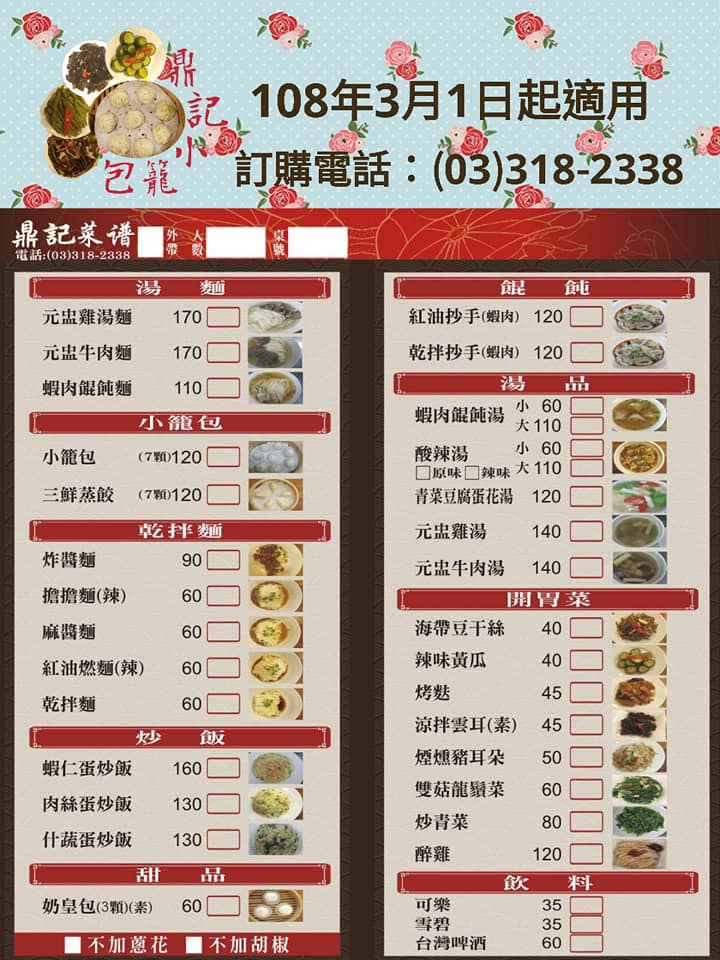 鼎記小籠包
108年3月1日起適用
訂購電話：(03)318-2338
鼎記菜谱
電話:(03)318-2338
外帶 人數 桌號
湯 麵
元盅雞湯麵 170
元盅牛肉麵 170
蝦肉餛飩麵 110
小籠包
小籠包 (7顆)120
三鮮蒸餃 (7顆)120
乾拌麵
炸醬麵 90
擔擔麵(辣) 60
麻醬麵 60
紅油燃麵(辣) 60
乾拌麵 60
炒 飯
蝦仁蛋炒飯 160
肉絲蛋炒飯 130
什蔬蛋炒飯 130
甜 品
奶皇包(3顆)(素) 60
不加蔥花 不加胡椒
餛 飩
紅油抄手(蝦肉) 120
乾拌抄手(蝦肉) 120
湯 品
蝦肉餛飩湯 小 60
大 110
酸辣湯 小 60
□原味 □辣味 大 110
青菜豆腐蛋花湯 120
元盅雞湯 140
元盅牛肉湯 140
開胃菜
海帶豆干絲 40
辣味黃瓜 40
烤麩 45
涼拌雲耳(素) 45
煙燻豬耳朵 50
雙菇龍鬚菜 60
炒青菜 80
醉雞 120
飲 料
可樂 35
雪碧 35
台灣啤酒 60